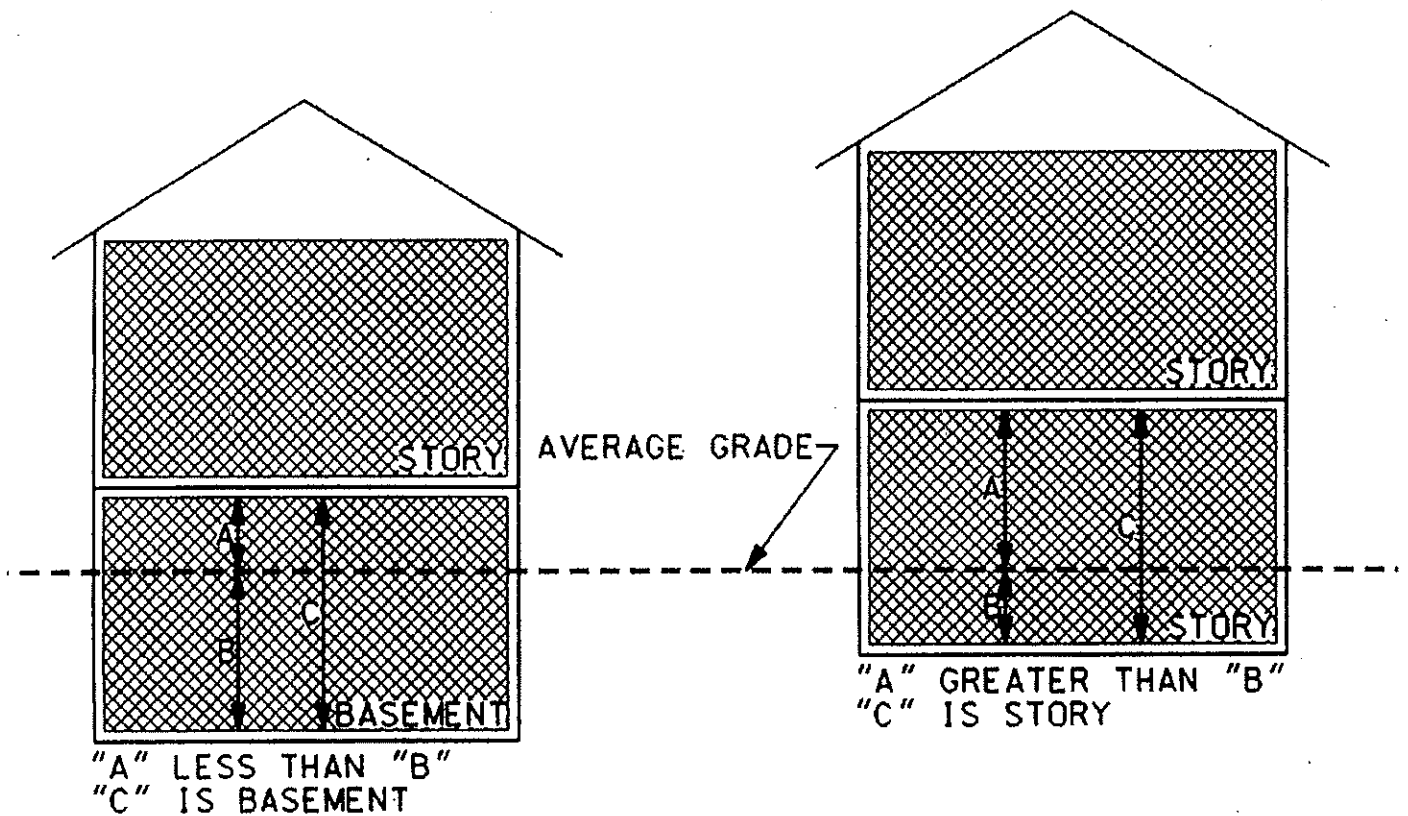 STORY
AVERAGE GRADE
A
B
C
BASEMENT
"A" LESS THAN "B"
"C" IS BASEMENT
STORY
A
B
C
STORY
"A" GREATER THAN "B"
"C" IS STORY